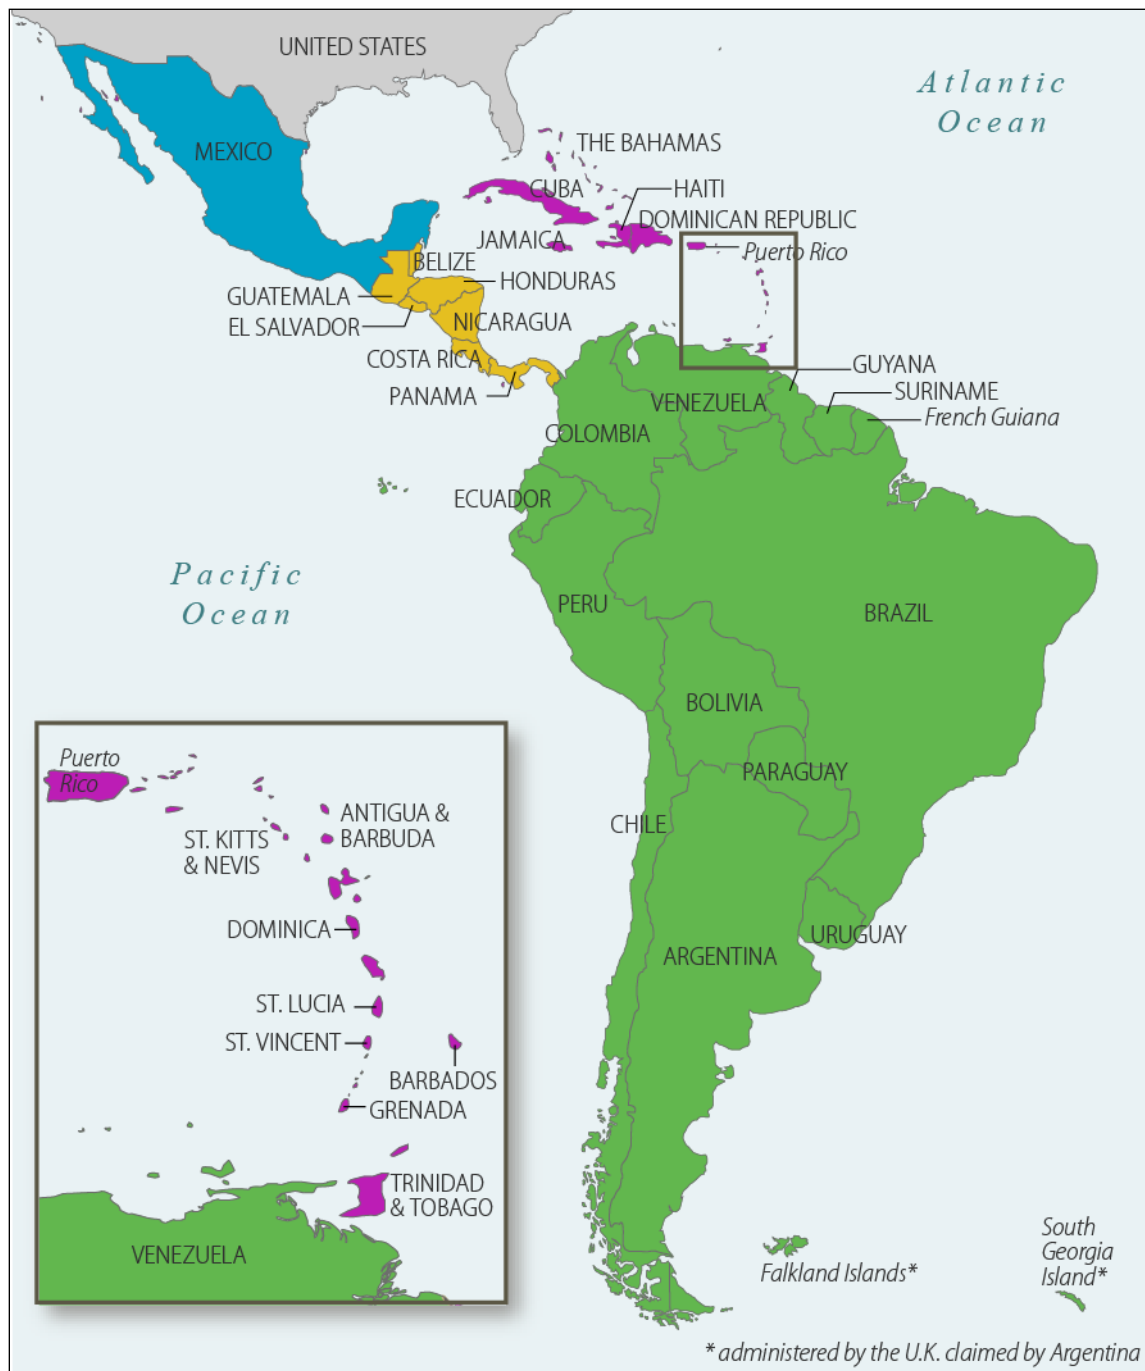 UNITED STATES
Atlantic
Ocean
MEXICO
THE BAHAMAS
CUBA
HAITI
DOMINICAN REPUBLIC
JAMAICA
Puerto Rico
BELIZE
HONDURAS
GUATEMALA
EL SALVADOR
NICARAGUA
COSTA RICA
PANAMA
GUYANA
SURINAME
French Guiana
VENEZUELA
COLOMBIA
ECUADOR
Pacific
Ocean
PERU
BRAZIL
BOLIVIA
PARAGUAY
CHILE
URUGUAY
ARGENTINA
Puerto
Rico
ANTIGUA &
BARBUDA
ST. KITTS
& NEVIS
DOMINICA
ST. LUCIA
ST. VINCENT
BARBADOS
GRENADA
TRINIDAD
& TOBAGO
VENEZUELA
Falkland Islands*
South
Georgia
Island*
* administered by the U.K. claimed by Argentina